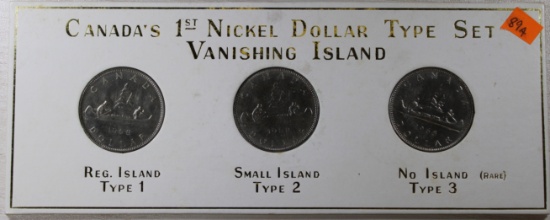 Canada's 1st Nickel Dollar Type Set
Vanishing Island
89A
CANADA
DOLLAR
CANADA
CANADA
Reg. Island
Type 1
Small Island
Type 2
No Island (Rare)
Type 3